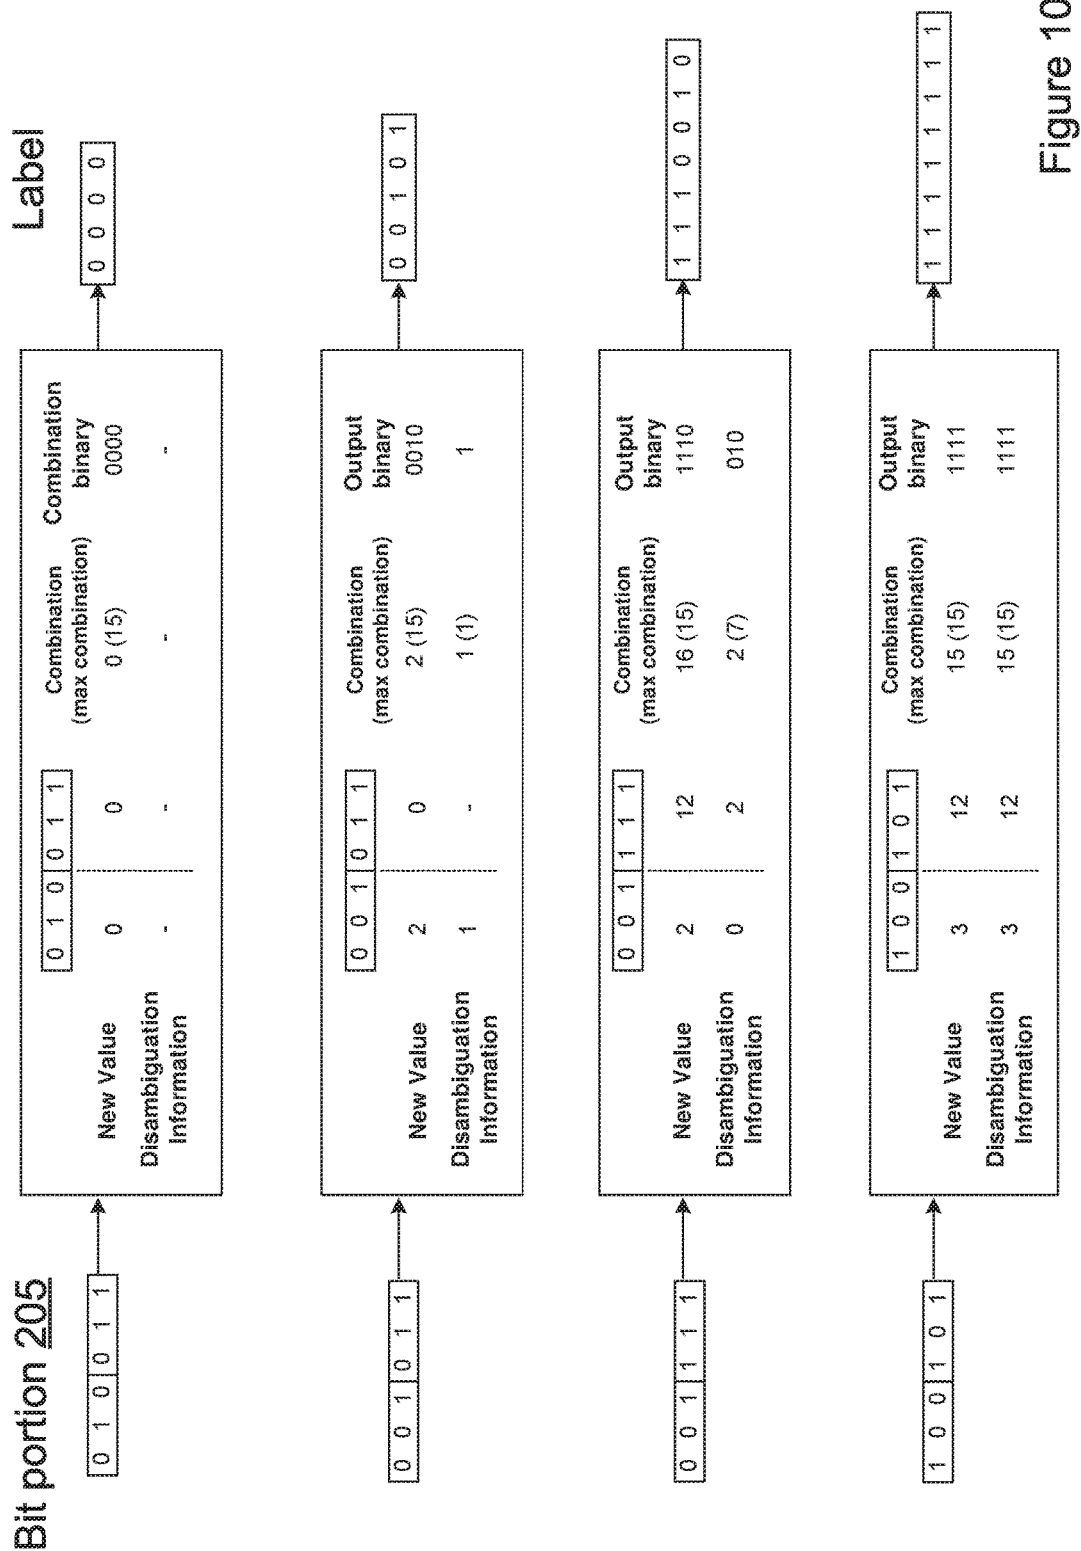 Bit portion 205
Label
0 1 0 0 1 1
0 1 0 0 1 1
Combination (max combination)
Combination binary
New Value 0 0 0 (15) 0000
Disambiguation Information - - - -
0 0 0 0
0 0 1 0 1 1
0 0 1 0 1 1
Combination (max combination)
Output binary
New Value 2 0 2 (15) 0010
Disambiguation Information 1 - 1 (1) 1
0 0 1 0 1
0 0 1 1 1 1
0 0 1 1 1 1
Combination (max combination)
Output binary
New Value 2 12 16 (15) 1110
Disambiguation Information 0 2 2 (7) 010
1 1 1 0 0 1 0
1 0 0 1 0 1
1 0 0 1 0 1
Combination (max combination)
Output binary
New Value 3 12 15 (15) 1111
Disambiguation Information 3 12 15 (15) 1111
1 1 1 1 1 1 1 1
Figure 10